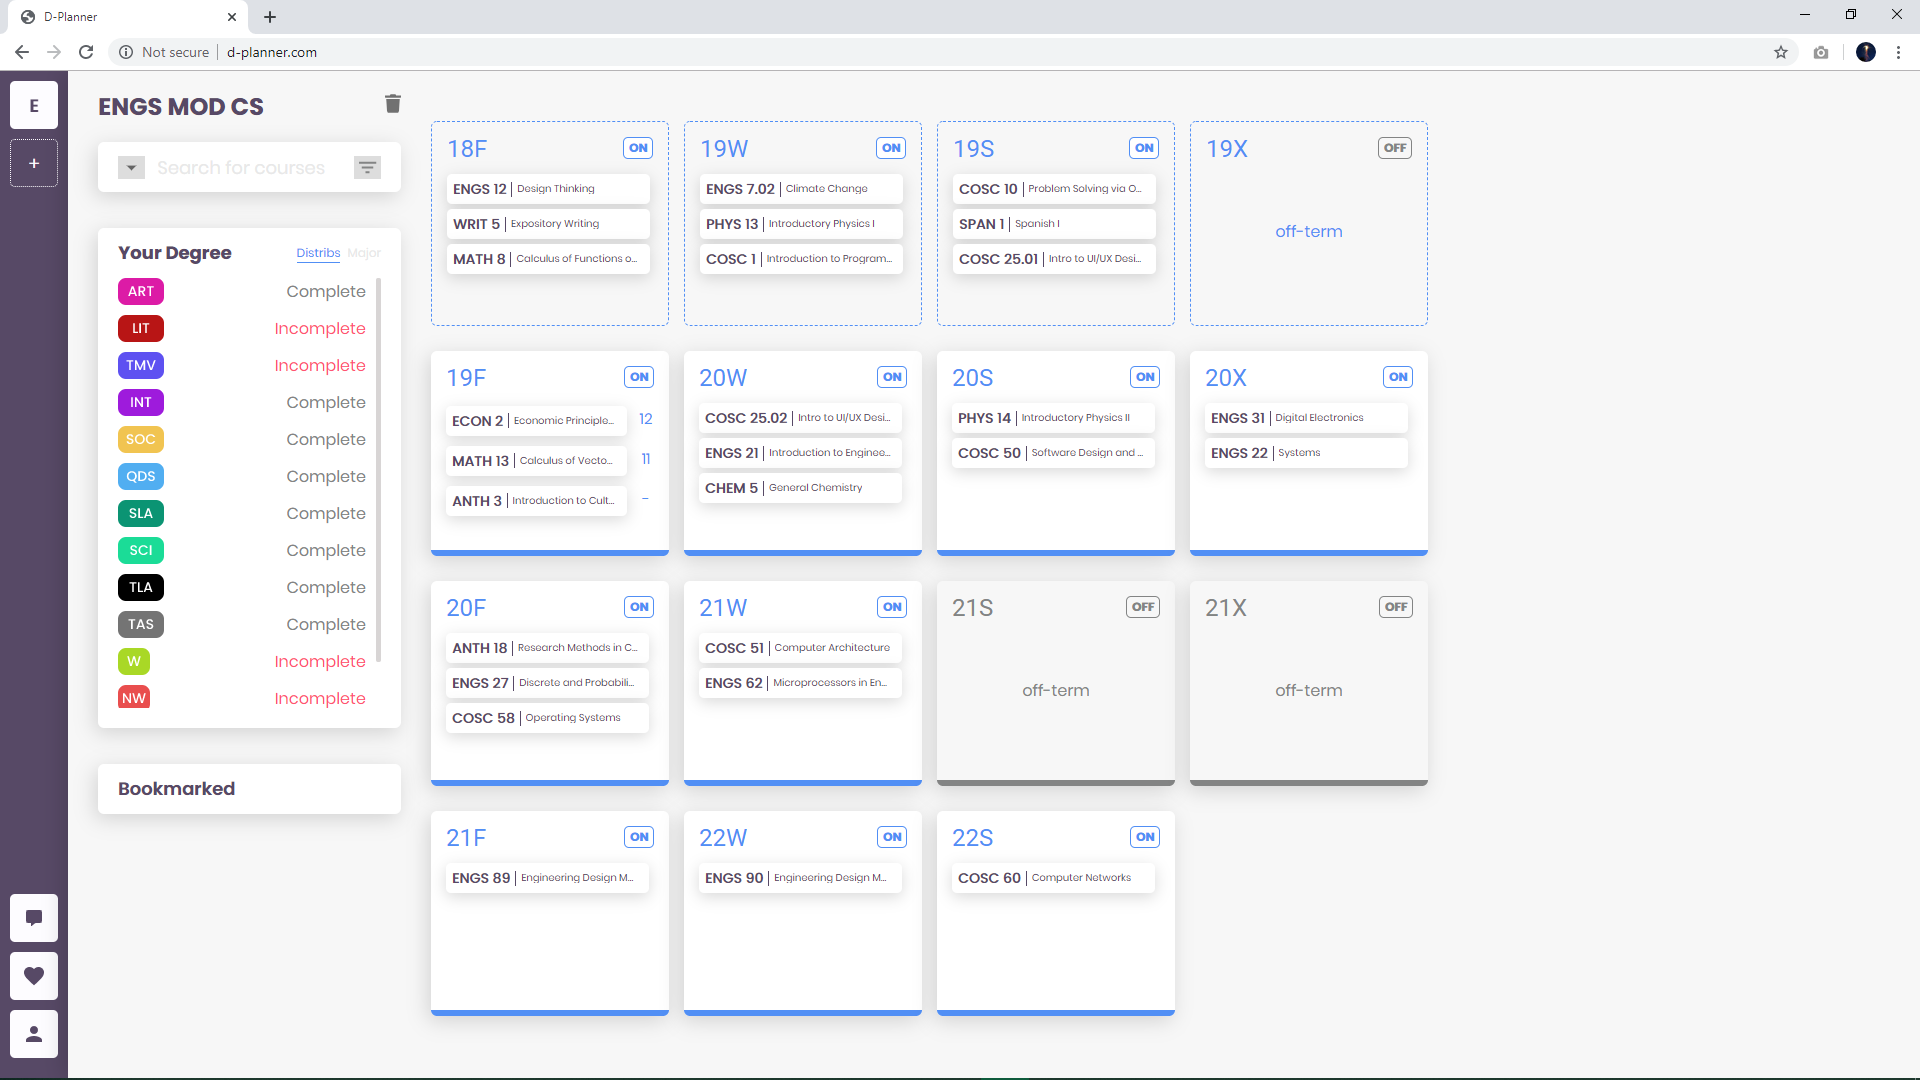 D-Planner
Not secure | d-planner.com
E
+
ENGS MOD CS
Search for courses
Your Degree Distribs Major
ART Complete
LIT Incomplete
TMV Incomplete
INT Complete
SOC Complete
QDS Complete
SLA Complete
SCI Complete
TLA Complete
TAS Complete
W Incomplete
NW Incomplete
Bookmarked
18F ON
ENGS 12 | Design Thinking
WRIT 5 | Expository Writing
MATH 8 | Calculus of Functions o...
19W ON
ENGS 7.02 | Climate Change
PHYS 13 | Introductory Physics I
COSC 1 | Introduction to Program...
19S ON
COSC 10 | Problem Solving via O...
SPAN 1 | Spanish I
COSC 25.01 | Intro to UI/UX Desi...
19X OFF
off-term
19F ON
ECON 2 | Economic Principle... 12
MATH 13 | Calculus of Vecto... 11
ANTH 3 | Introduction to Cult... -
20W ON
COSC 25.02 | Intro to UI/UX Desi...
ENGS 21 | Introduction to Enginee...
CHEM 5 | General Chemistry
20S ON
PHYS 14 | Introductory Physics II
COSC 50 | Software Design and ...
20X ON
ENGS 31 | Digital Electronics
ENGS 22 | Systems
20F ON
ANTH 18 | Research Methods in C...
ENGS 27 | Discrete and Probabili...
COSC 58 | Operating Systems
21W ON
COSC 51 | Computer Architecture
ENGS 62 | Microprocessors in En...
21S OFF
off-term
21X OFF
off-term
21F ON
ENGS 89 | Engineering Design M...
22W ON
ENGS 90 | Engineering Design M...
22S ON
COSC 60 | Computer Networks